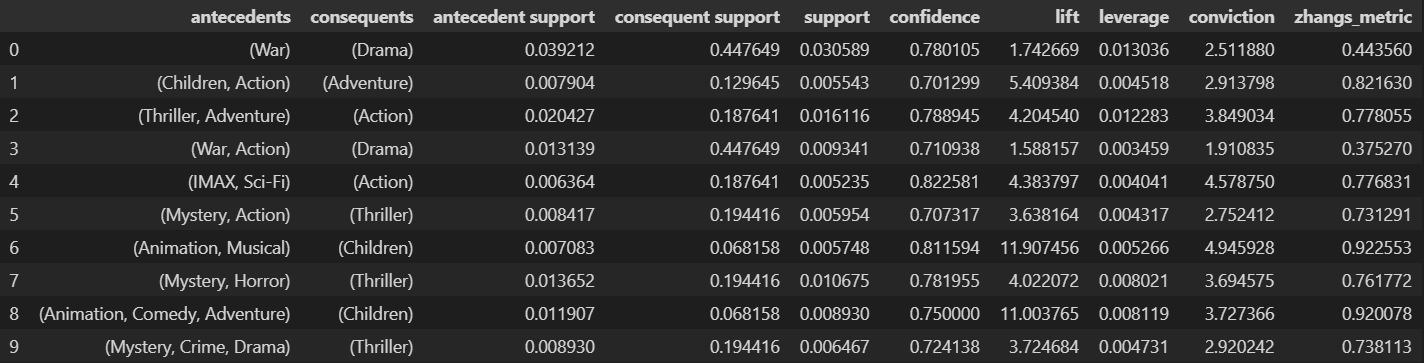 antecedents consequents antecedent support consequent support support confidence lift leverage conviction zhangs_metric
0 (War) (Drama) 0.039212 0.447649 0.030589 0.780105 1.742669 0.013036 2.511880 0.443560
1 (Children, Action) (Adventure) 0.007904 0.129645 0.005543 0.701299 5.409384 0.004518 2.913798 0.821630
2 (Thriller, Adventure) (Action) 0.020427 0.187641 0.016116 0.788945 4.204540 0.012283 3.849034 0.778055
3 (War, Action) (Drama) 0.013139 0.447649 0.009341 0.710938 1.588157 0.003459 1.910835 0.375270
4 (IMAX, Sci-Fi) (Action) 0.006364 0.187641 0.005235 0.822581 4.383797 0.004041 4.578750 0.776831
5 (Mystery, Action) (Thriller) 0.008417 0.194416 0.005954 0.707317 3.638164 0.004317 2.752412 0.731291
6 (Animation, Musical) (Children) 0.007083 0.068158 0.005748 0.811594 11.907456 0.005266 4.945928 0.922553
7 (Mystery, Horror) (Thriller) 0.013652 0.194416 0.010675 0.781955 4.022072 0.008021 3.694575 0.761772
8 (Animation, Comedy, Adventure) (Children) 0.011907 0.068158 0.008930 0.750000 11.003765 0.008119 3.727366 0.920078
9 (Mystery, Crime, Drama) (Thriller) 0.008930 0.194416 0.006467 0.724138 3.724684 0.004731 2.920242 0.738113